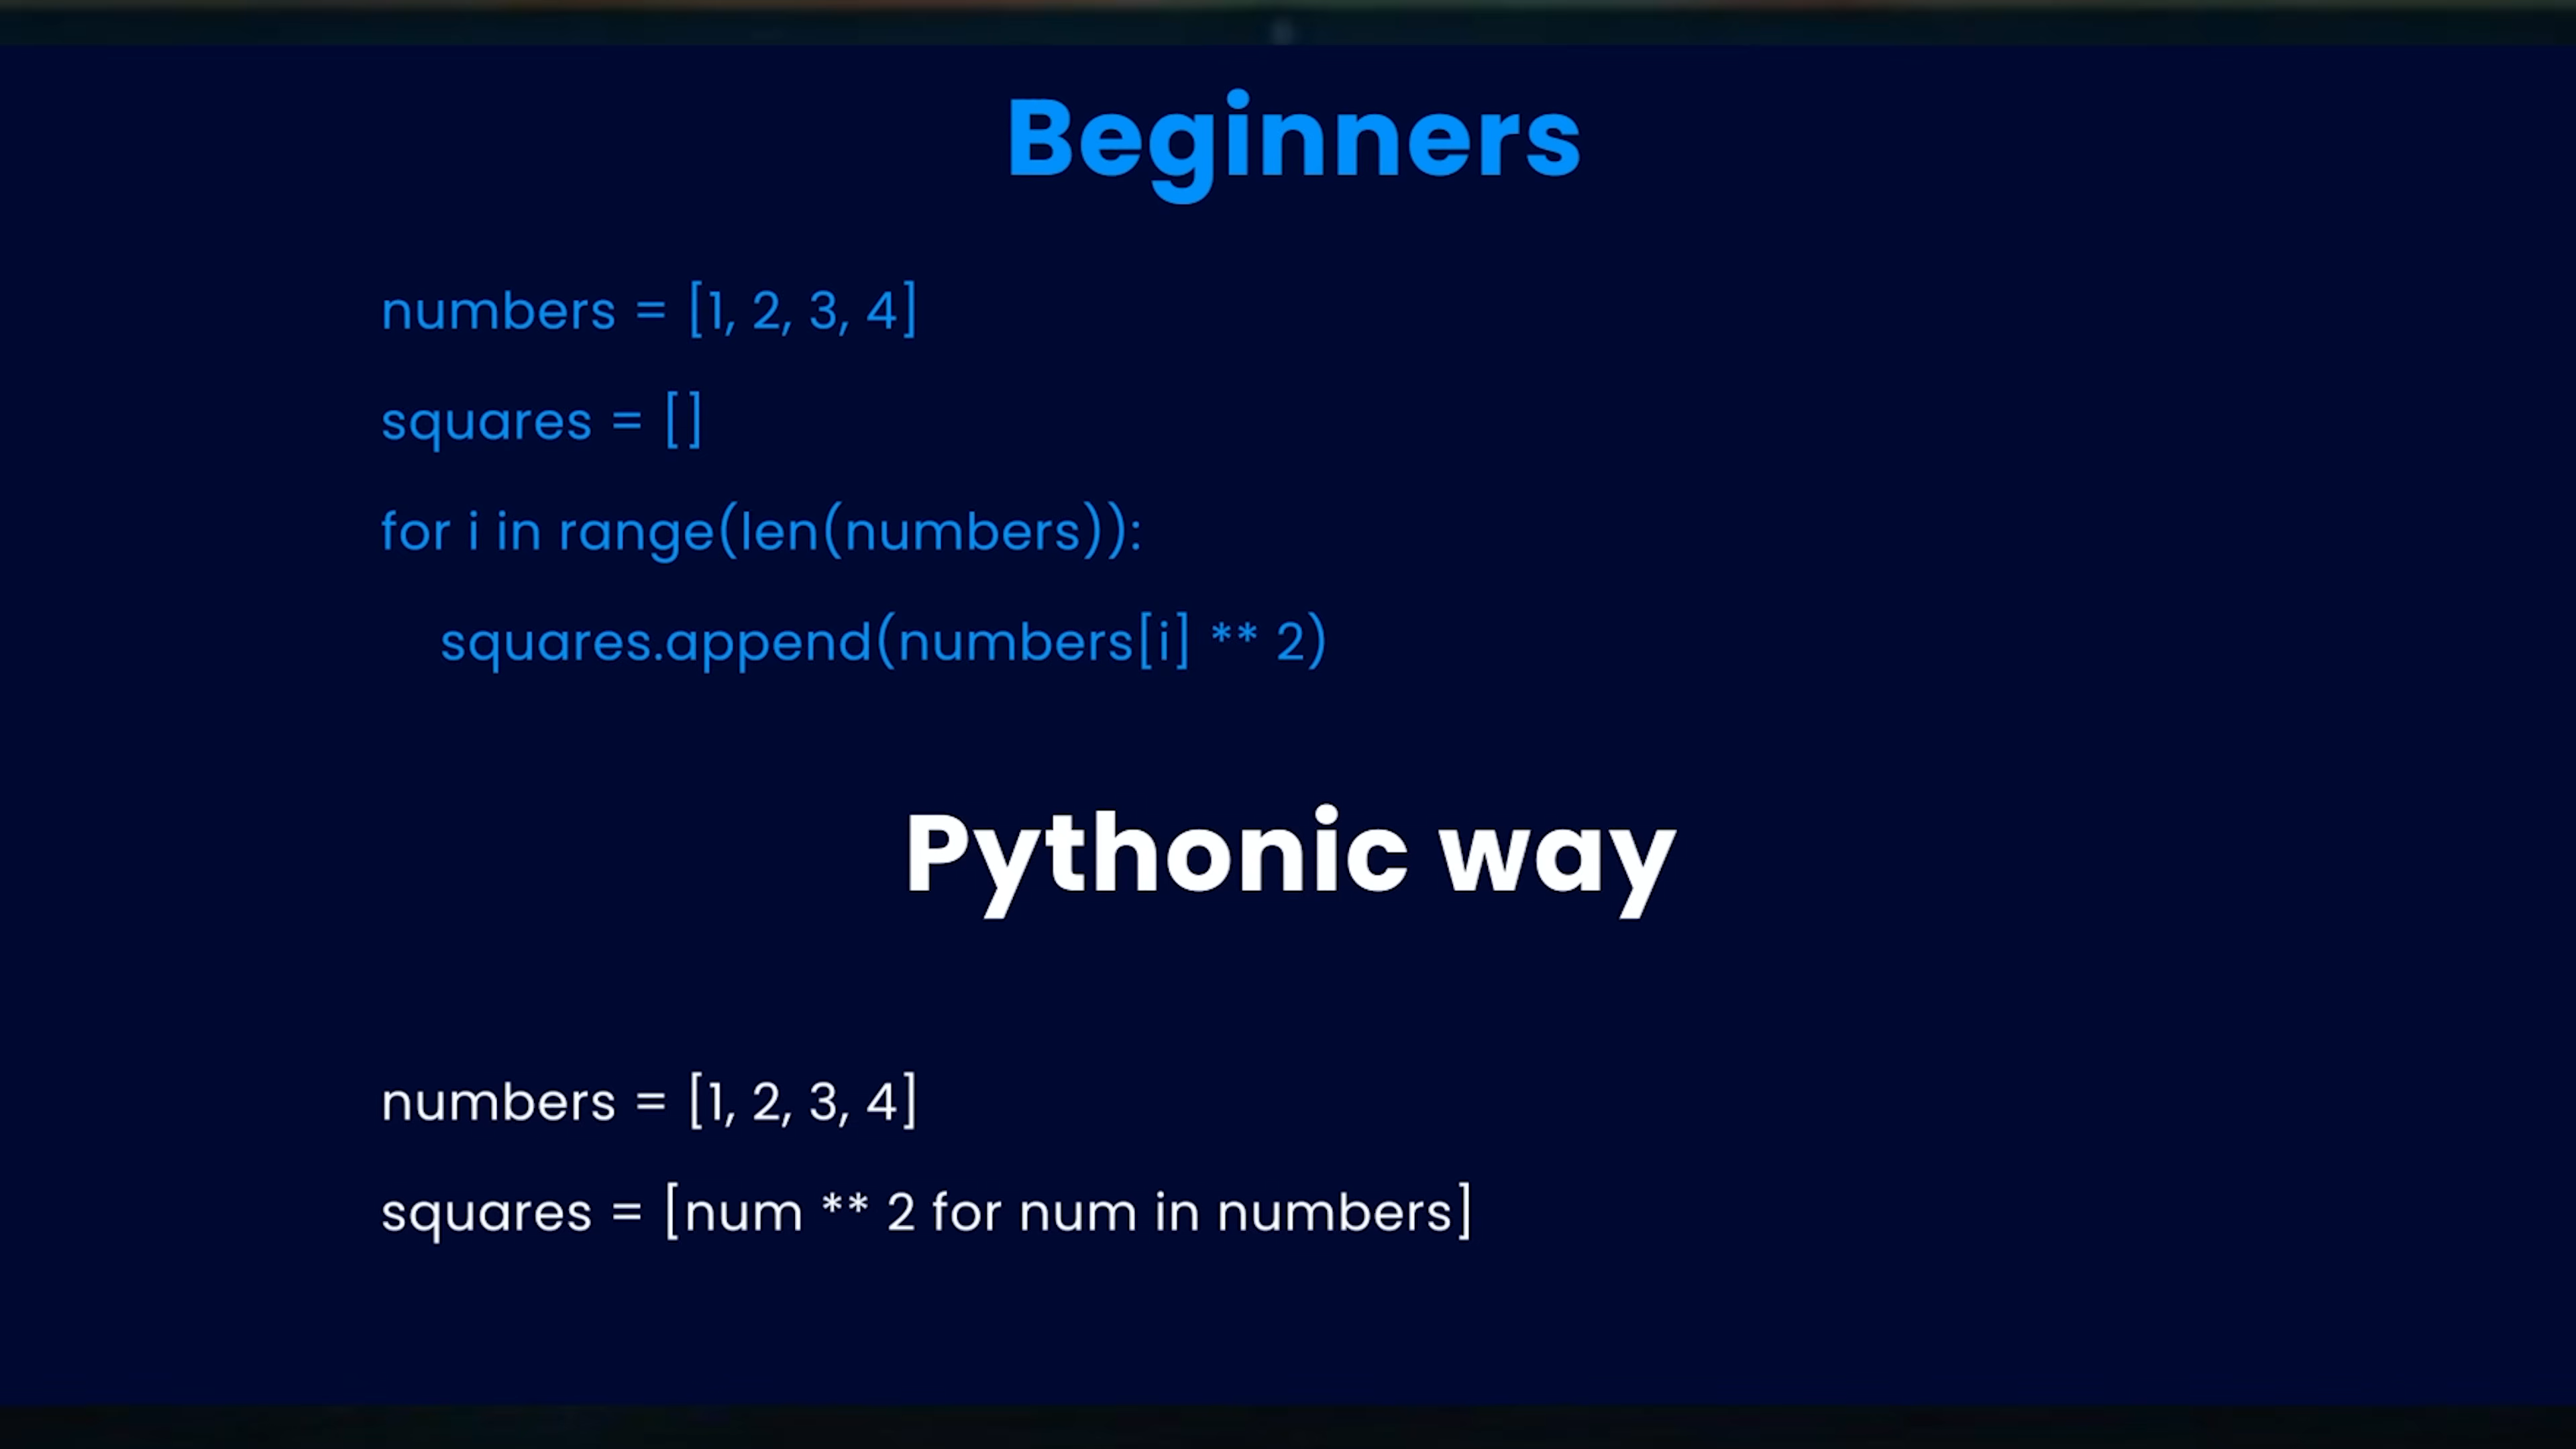 Beginners
numbers = [1, 2, 3, 4]
squares = []
for i in range(len(numbers)):
    squares.append(numbers[i] ** 2)
Pythonic way
numbers = [1, 2, 3, 4]
squares = [num ** 2 for num in numbers]